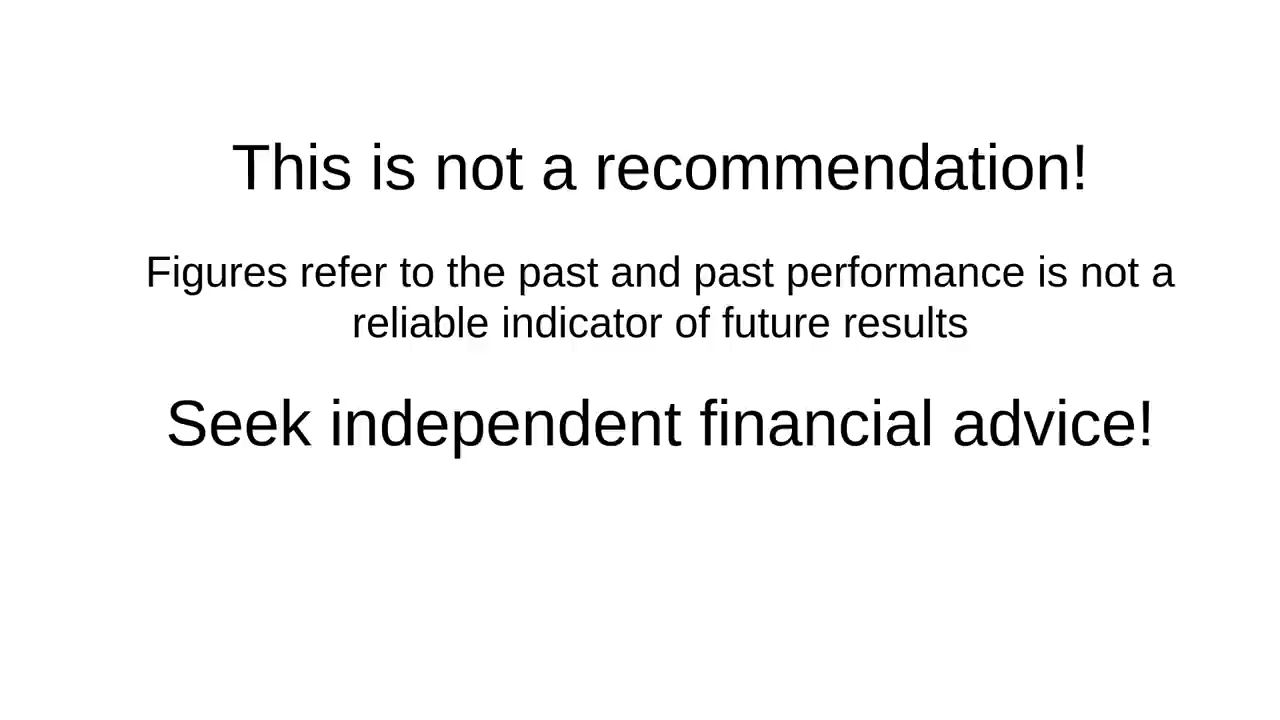 This is not a recommendation!
Figures refer to the past and past performance is not a
reliable indicator of future results
Seek independent financial advice!